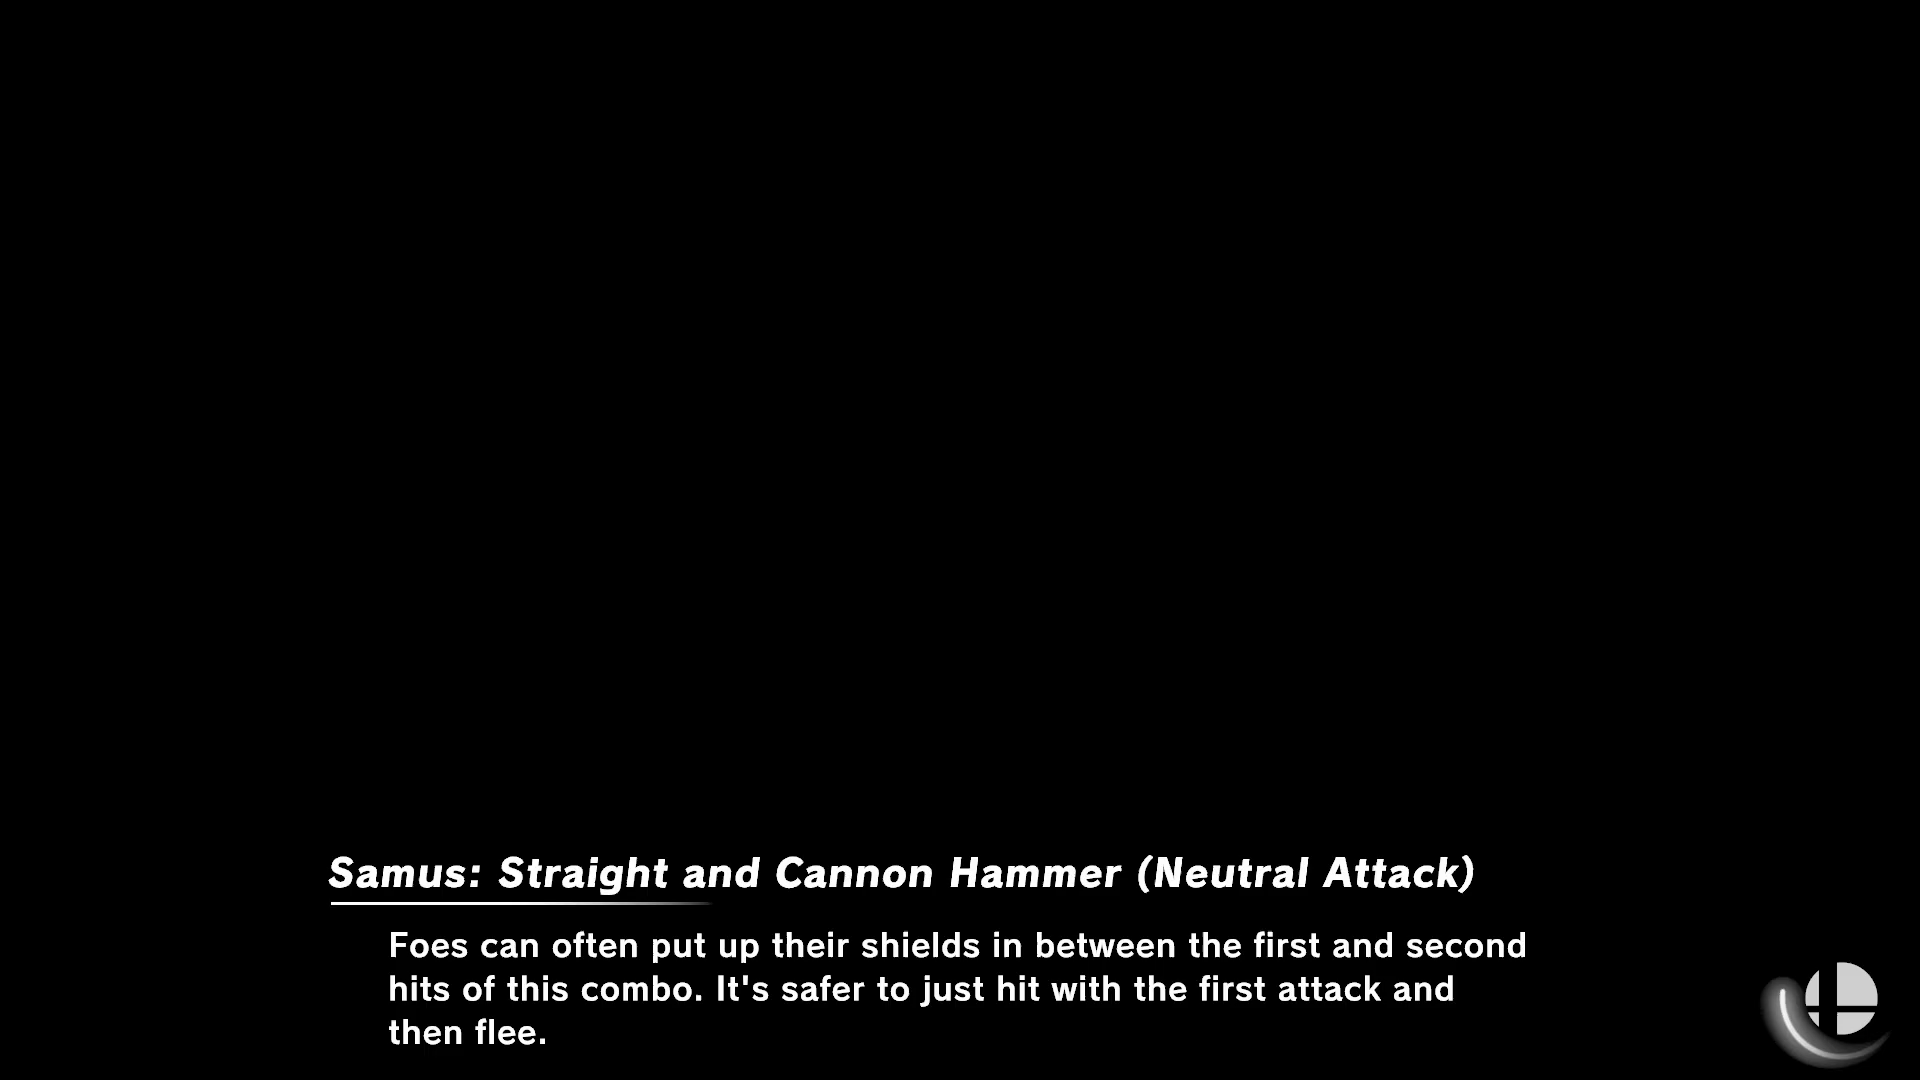 Samus: Straight and Cannon Hammer (Neutral Attack)
Foes can often put up their shields in between the first and second
hits of this combo. It's safer to just hit with the first attack and
then flee.